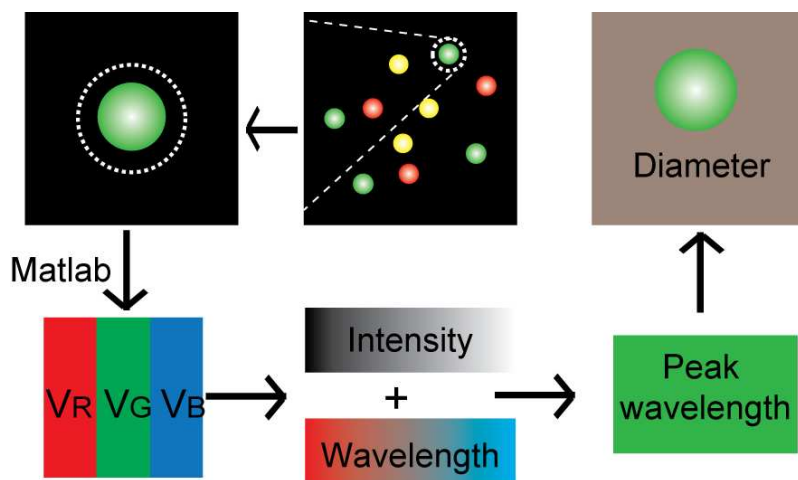 Diameter
Matlab
VR VG VB
Intensity
+
Wavelength
Peak
wavelength